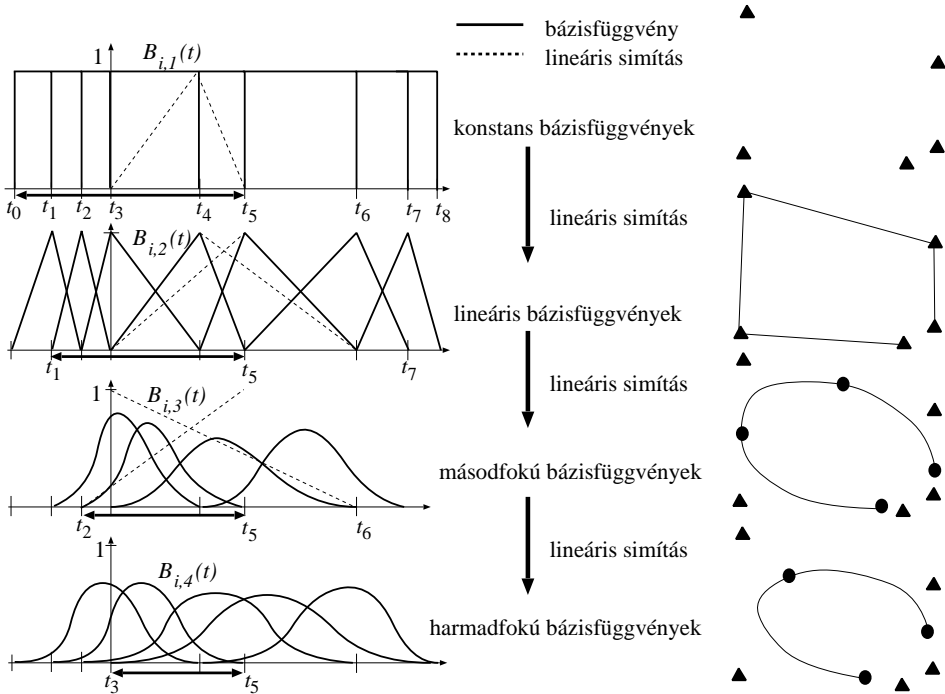 bázisfüggvény
lineáris simítás
1
B_{i,1}(t)
konstans bázisfüggvények
t_0 t_1 t_2 t_3 t_4 t_5 t_6 t_7 t_8
lineáris simítás
B_{i,2}(t)
lineáris bázisfüggvények
t_1 t_5 t_7
lineáris simítás
1
B_{i,3}(t)
másodfokú bázisfüggvények
t_2 t_5 t_6
lineáris simítás
1
B_{i,4}(t)
harmadfokú bázisfüggvények
t_3 t_5